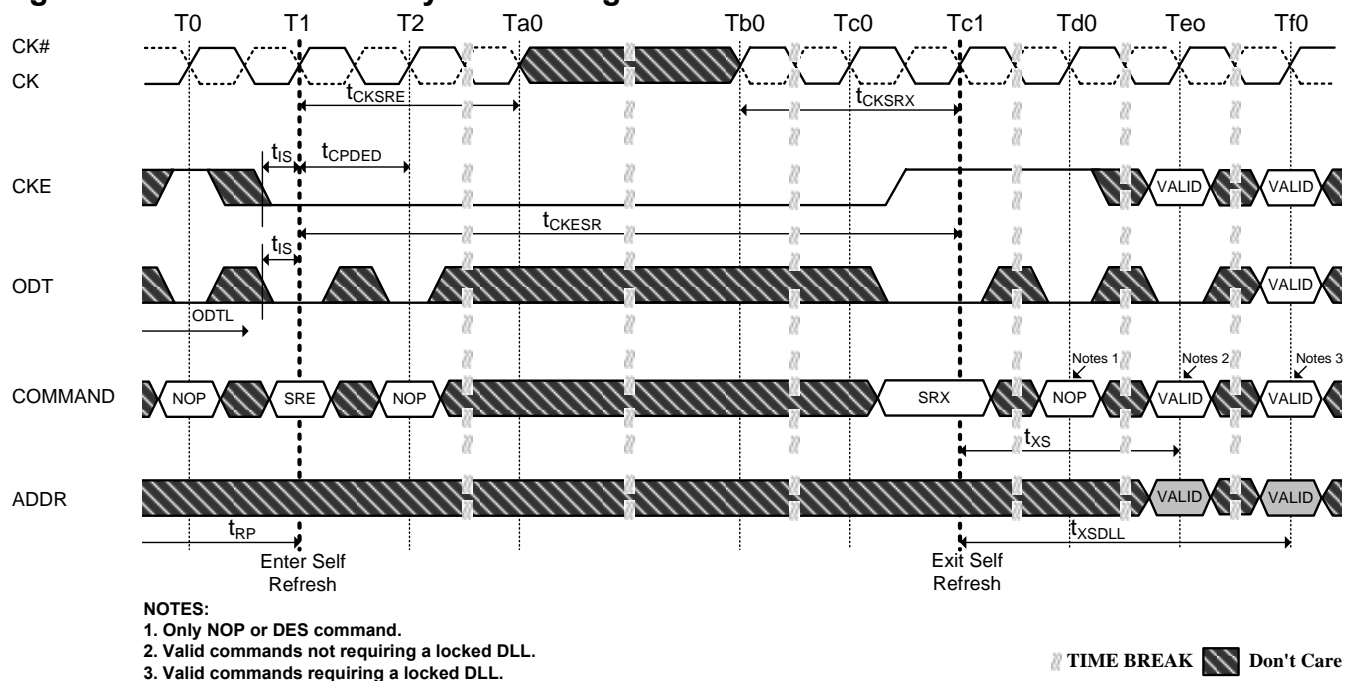 T0 T1 T2 Ta0 Tb0 Tc0 Tc1 Td0 Teo Tf0
CK#
CK
tCKSRE tCKSRX
tIS tCPDED
CKE VALID VALID
tCKESR
tIS
ODT VALID
ODTL
Notes 1 Notes 2 Notes 3
COMMAND NOP SRE NOP SRX NOP VALID VALID
tXS
ADDR VALID VALID
tRP tXSDLL
Enter Self Refresh
Exit Self Refresh
NOTES:
1. Only NOP or DES command.
2. Valid commands not requiring a locked DLL.
3. Valid commands requiring a locked DLL.
TIME BREAK Don't Care